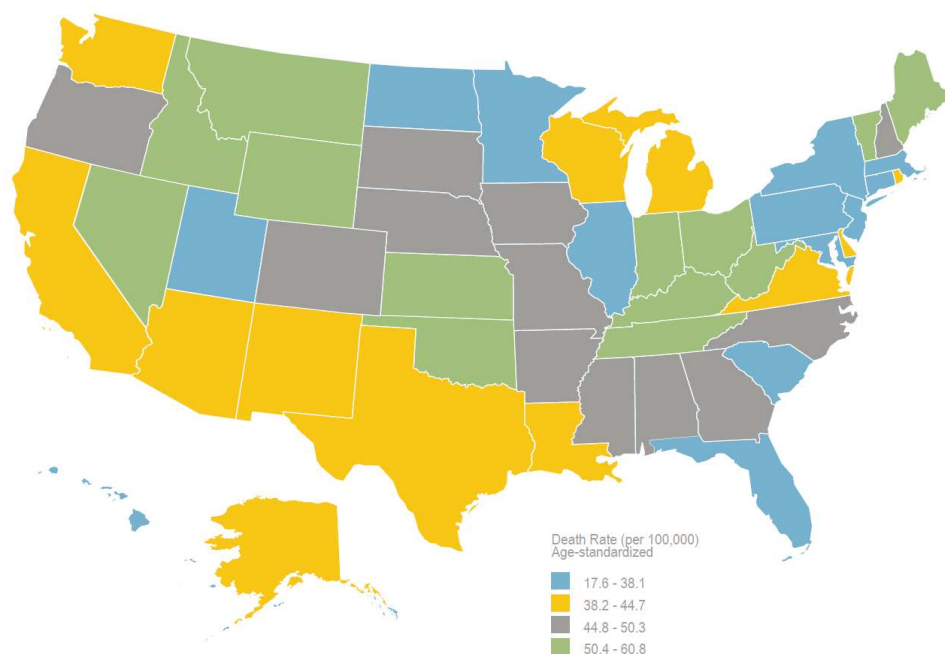 Death Rate (per 100,000)
Age-standardized
17.6 - 38.1
38.2 - 44.7
44.8 - 50.3
50.4 - 60.8